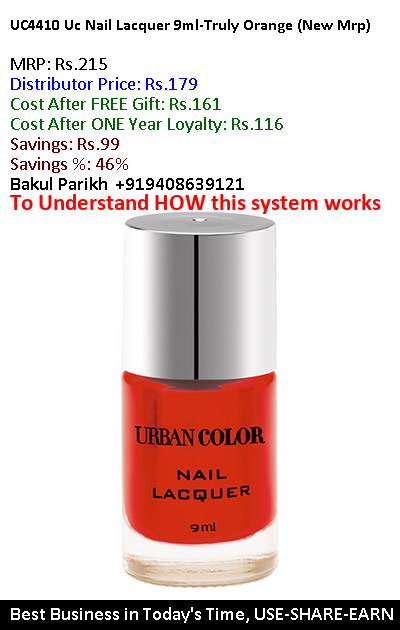 UC4410 Uc Nail Lacquer 9ml-Truly Orange (New Mrp)
MRP: Rs.215
Distributor Price: Rs.179
Cost After FREE Gift: Rs.161
Cost After ONE Year Loyalty: Rs.116
Savings: Rs.99
Savings %: 46%
Bakul Parikh +919408639121
To Understand HOW this system works
URBAN COLOR
NAIL
LACQUER
9ml
Best Business in Today's Time, USE-SHARE-EARN